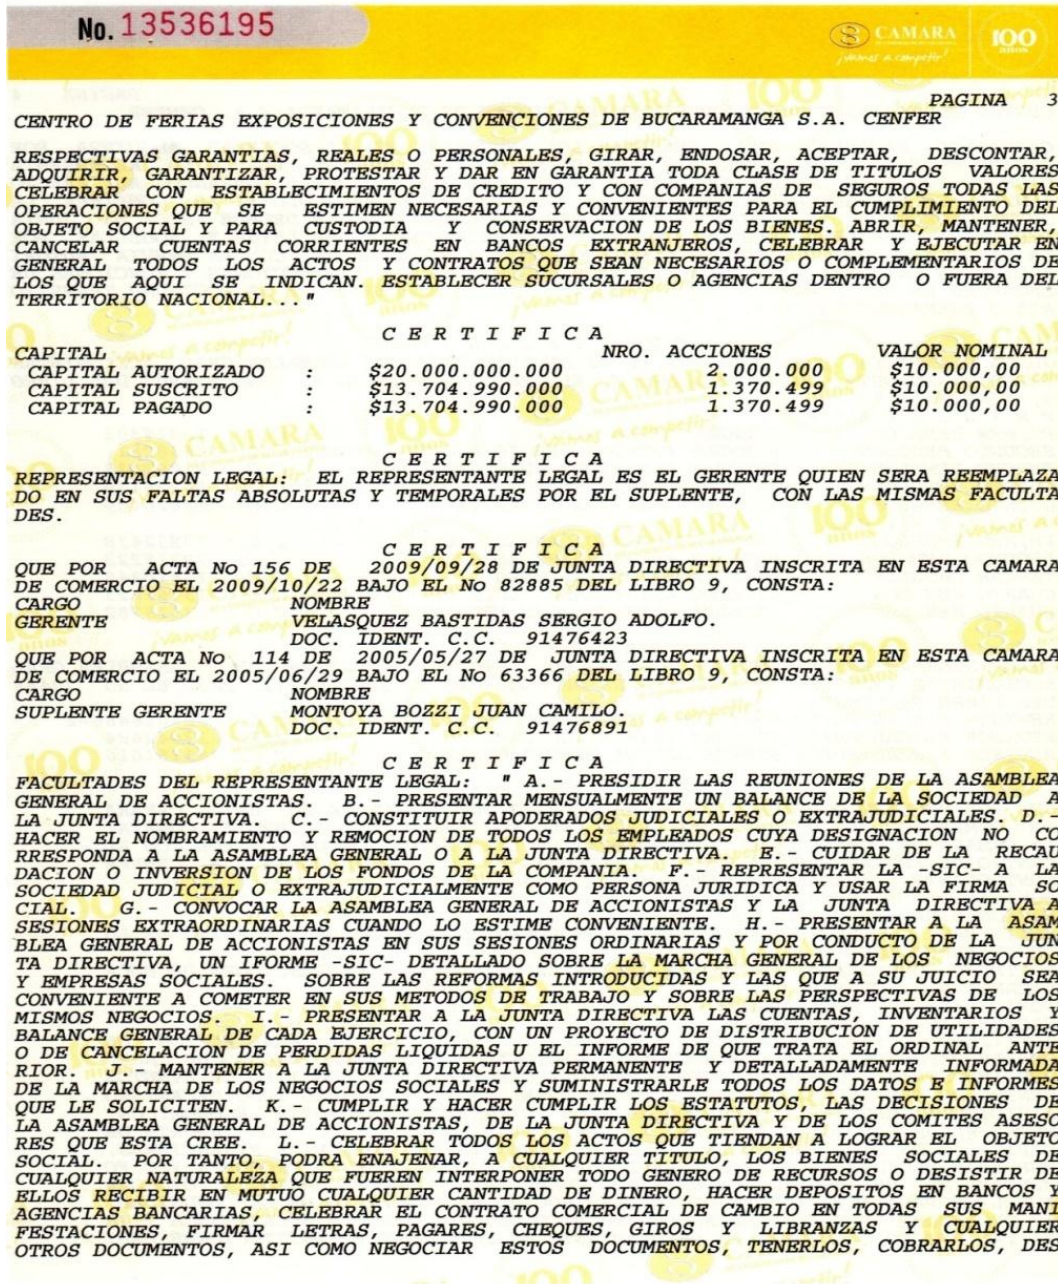 No. 13536195
CAMARA
¡vamos a competir!
100
AÑOS
PAGINA 3
CENTRO DE FERIAS EXPOSICIONES Y CONVENCIONES DE BUCARAMANGA S.A. CENFER
RESPECTIVAS GARANTIAS, REALES O PERSONALES, GIRAR, ENDOSAR, ACEPTAR, DESCONTAR,
ADQUIRIR, GARANTIZAR, PROTESTAR Y DAR EN GARANTIA TODA CLASE DE TITULOS VALORES
CELEBRAR CON ESTABLECIMIENTOS DE CREDITO Y CON COMPANIAS DE SEGUROS TODAS LAS
OPERACIONES QUE SE ESTIMEN NECESARIAS Y CONVENIENTES PARA EL CUMPLIMIENTO DEL
OBJETO SOCIAL Y PARA CUSTODIA Y CONSERVACION DE LOS BIENES. ABRIR, MANTENER,
CANCELAR CUENTAS CORRIENTES EN BANCOS EXTRANJEROS, CELEBRAR Y EJECUTAR EN
GENERAL TODOS LOS ACTOS Y CONTRATOS QUE SEAN NECESARIOS O COMPLEMENTARIOS DE
LOS QUE AQUI SE INDICAN. ESTABLECER SUCURSALES O AGENCIAS DENTRO O FUERA DEL
TERRITORIO NACIONAL..."
C E R T I F I C A
CAPITAL NRO. ACCIONES VALOR NOMINAL
CAPITAL AUTORIZADO : $20.000.000.000 2.000.000 $10.000,00
CAPITAL SUSCRITO : $13.704.990.000 1.370.499 $10.000,00
CAPITAL PAGADO : $13.704.990.000 1.370.499 $10.000,00
C E R T I F I C A
REPRESENTACION LEGAL: EL REPRESENTANTE LEGAL ES EL GERENTE QUIEN SERA REEMPLAZA
DO EN SUS FALTAS ABSOLUTAS Y TEMPORALES POR EL SUPLENTE, CON LAS MISMAS FACULTA
DES.
C E R T I F I C A
QUE POR ACTA No 156 DE 2009/09/28 DE JUNTA DIRECTIVA INSCRITA EN ESTA CAMARA
DE COMERCIO EL 2009/10/22 BAJO EL No 82885 DEL LIBRO 9, CONSTA:
CARGO NOMBRE
GERENTE VELASQUEZ BASTIDAS SERGIO ADOLFO.
DOC. IDENT. C.C. 91476423
QUE POR ACTA No 114 DE 2005/05/27 DE JUNTA DIRECTIVA INSCRITA EN ESTA CAMARA
DE COMERCIO EL 2005/06/29 BAJO EL No 63366 DEL LIBRO 9, CONSTA:
CARGO NOMBRE
SUPLENTE GERENTE MONTOYA BOZZI JUAN CAMILO.
DOC. IDENT. C.C. 91476891
C E R T I F I C A
FACULTADES DEL REPRESENTANTE LEGAL: " A.- PRESIDIR LAS REUNIONES DE LA ASAMBLEA
GENERAL DE ACCIONISTAS. B.- PRESENTAR MENSUALMENTE UN BALANCE DE LA SOCIEDAD A
LA JUNTA DIRECTIVA. C.- CONSTITUIR APODERADOS JUDICIALES O EXTRAJUDICIALES. D.-
HACER EL NOMBRAMIENTO Y REMOCION DE TODOS LOS EMPLEADOS CUYA DESIGNACION NO CO
RRESPONDA A LA ASAMBLEA GENERAL O A LA JUNTA DIRECTIVA. E.- CUIDAR DE LA RECAU
DACION O INVERSION DE LOS FONDOS DE LA COMPANIA. F.- REPRESENTAR LA -SIC- A LA
SOCIEDAD JUDICIAL O EXTRAJUDICIALMENTE COMO PERSONA JURIDICA Y USAR LA FIRMA SO
CIAL. G.- CONVOCAR LA ASAMBLEA GENERAL DE ACCIONISTAS Y LA JUNTA DIRECTIVA A
SESIONES EXTRAORDINARIAS CUANDO LO ESTIME CONVENIENTE. H.- PRESENTAR A LA ASAM
BLEA GENERAL DE ACCIONISTAS EN SUS SESIONES ORDINARIAS Y POR CONDUCTO DE LA JUN
TA DIRECTIVA, UN IFORME -SIC- DETALLADO SOBRE LA MARCHA GENERAL DE LOS NEGOCIOS
Y EMPRESAS SOCIALES. SOBRE LAS REFORMAS INTRODUCIDAS Y LAS QUE A SU JUICIO SEA
CONVENIENTE A COMETER EN SUS METODOS DE TRABAJO Y SOBRE LAS PERSPECTIVAS DE LOS
MISMOS NEGOCIOS. I.- PRESENTAR A LA JUNTA DIRECTIVA LAS CUENTAS, INVENTARIOS Y
BALANCE GENERAL DE CADA EJERCICIO, CON UN PROYECTO DE DISTRIBUCION DE UTILIDADES
O DE CANCELACION DE PERDIDAS LIQUIDAS U EL INFORME DE QUE TRATA EL ORDINAL ANTE
RIOR. J.- MANTENER A LA JUNTA DIRECTIVA PERMANENTE Y DETALLADAMENTE INFORMADA
DE LA MARCHA DE LOS NEGOCIOS SOCIALES Y SUMINISTRARLE TODOS LOS DATOS E INFORMES
QUE LE SOLICITEN. K.- CUMPLIR Y HACER CUMPLIR LOS ESTATUTOS, LAS DECISIONES DE
LA ASAMBLEA GENERAL DE ACCIONISTAS, DE LA JUNTA DIRECTIVA Y DE LOS COMITES ASESO
RES QUE ESTA CREE. L.- CELEBRAR TODOS LOS ACTOS QUE TIENDAN A LOGRAR EL OBJETO
SOCIAL. POR TANTO, PODRA ENAJENAR, A CUALQUIER TITULO, LOS BIENES SOCIALES DE
CUALQUIER NATURALEZA QUE FUEREN INTERPONER TODO GENERO DE RECURSOS O DESISTIR DE
ELLOS RECIBIR EN MUTUO CUALQUIER CANTIDAD DE DINERO, HACER DEPOSITOS EN BANCOS Y
AGENCIAS BANCARIAS, CELEBRAR EL CONTRATO COMERCIAL DE CAMBIO EN TODAS SUS MANI
FESTACIONES, FIRMAR LETRAS, PAGARES, CHEQUES, GIROS Y LIBRANZAS Y CUALQUIER
OTROS DOCUMENTOS, ASI COMO NEGOCIAR ESTOS DOCUMENTOS, TENERLOS, COBRARLOS, DES